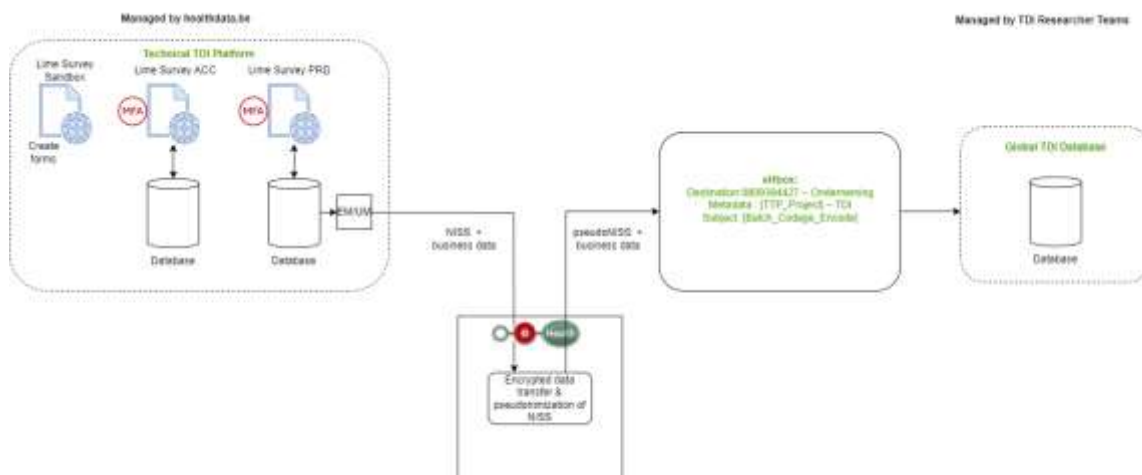 Managed by healthdata.be
Managed by TDI Researcher Teams
Technical TDI Platform
Lime Survey
Sandbox
Lime Survey ACC
Lime Survey PRD
MFA
MFA
Create
forms
Database
Database
EM/UM
NISS +
business data
pseudoNISS +
business data
eHbox:
Metadata : [TTP_Project] – TDI
Subject: [Batch_Codage_Encode]
Global TDI Database
Database
Health
Encrypted data
transfer &
pseudonimization of
NISS